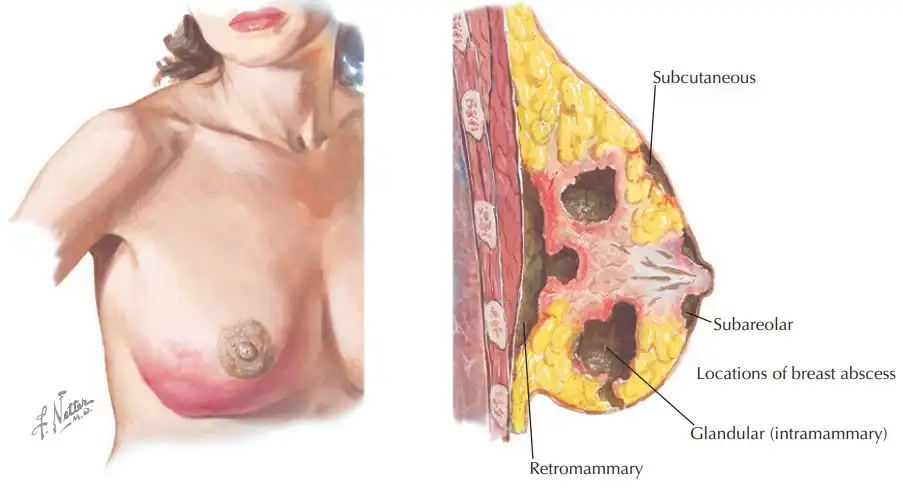 Subcutaneous
Subareolar
Locations of breast abscess
Glandular (intramammary)
Retromammary
F. Netter
M.D.